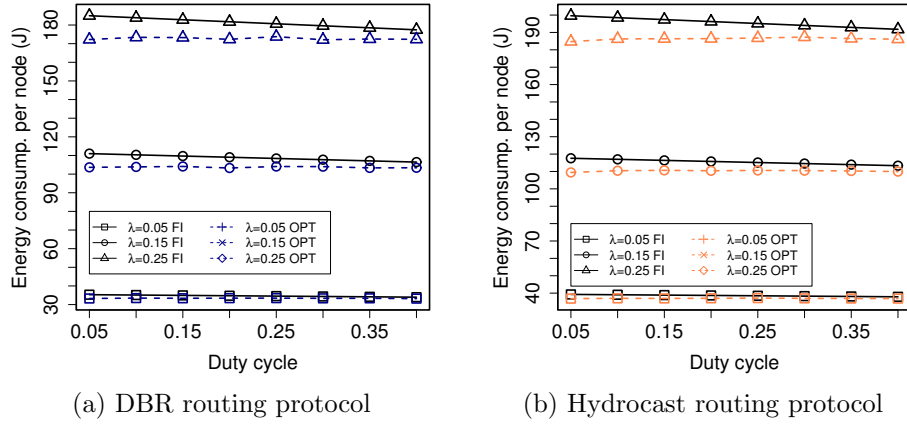 Energy consump. per node (J)
180
150
120
90
60
30
λ=0.05 FI
λ=0.15 FI
λ=0.25 FI
λ=0.05 OPT
λ=0.15 OPT
λ=0.25 OPT
0.05 0.15 0.25 0.35
Duty cycle
(a) DBR routing protocol
Energy consump. per node (J)
190
160
130
100
70
40
λ=0.05 FI
λ=0.15 FI
λ=0.25 FI
λ=0.05 OPT
λ=0.15 OPT
λ=0.25 OPT
0.05 0.15 0.25 0.35
Duty cycle
(b) Hydrocast routing protocol